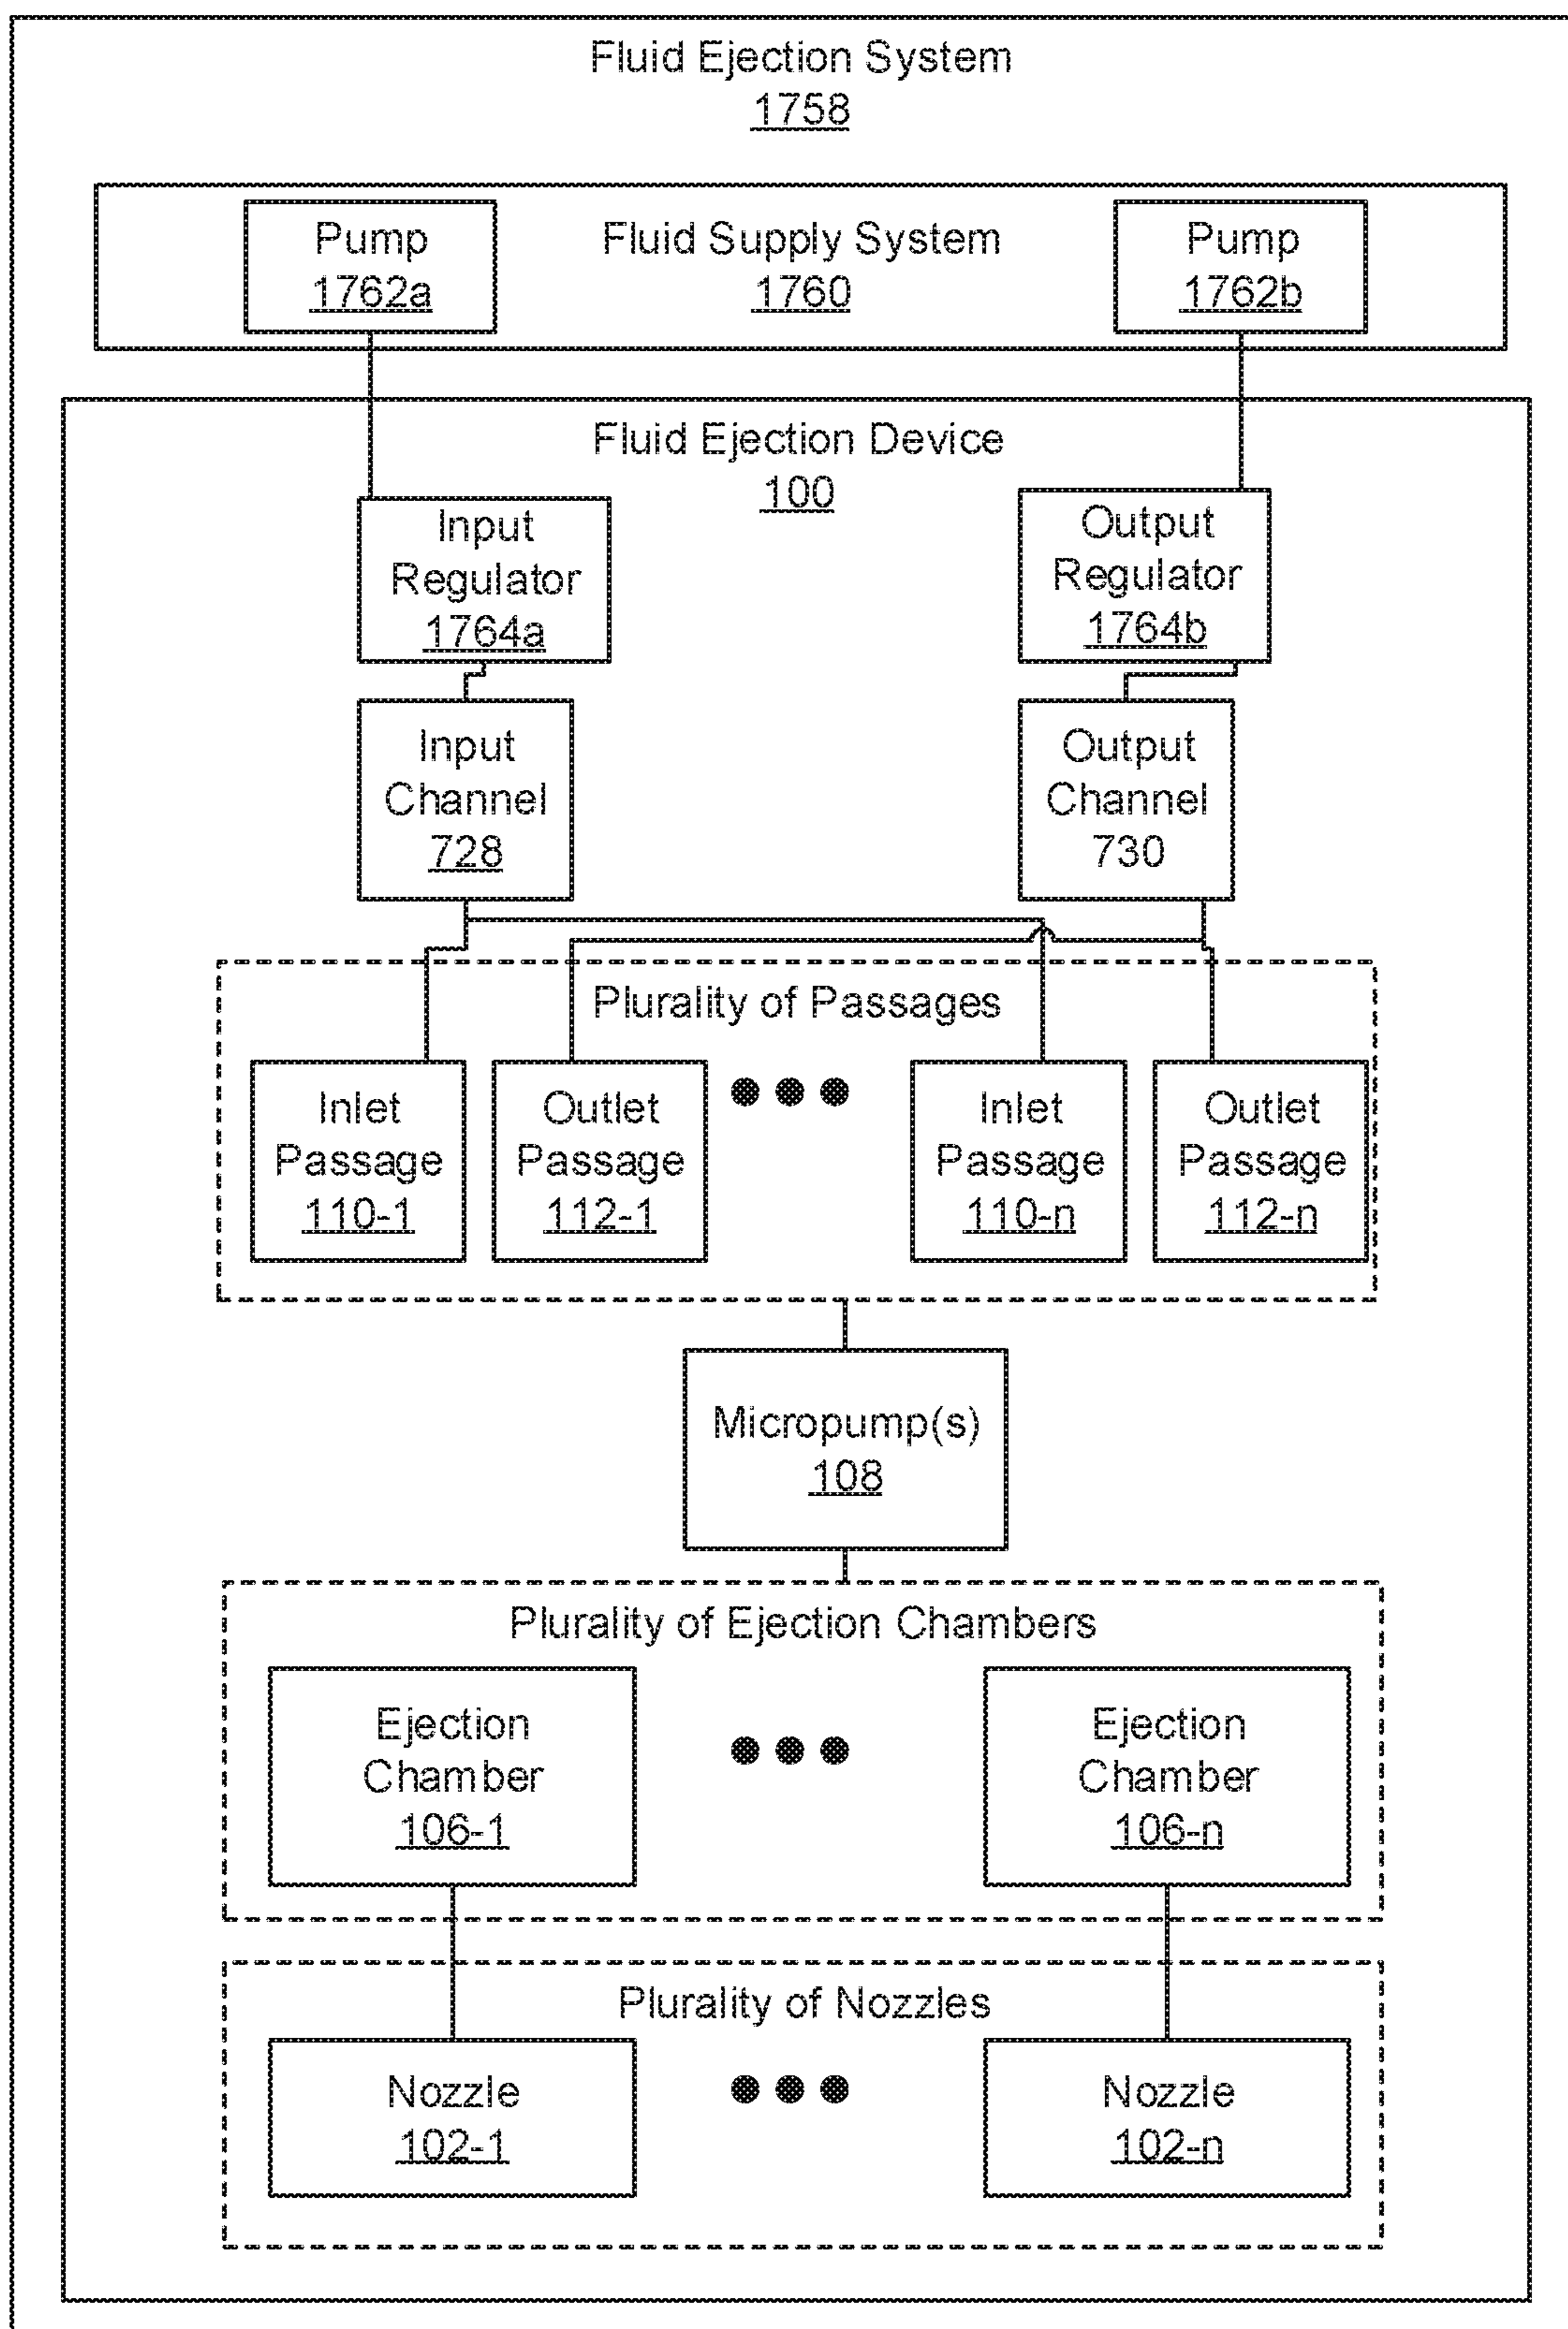 Fluid Ejection System
1758
Pump
1762a
Fluid Supply System
1760
Pump
1762b
Fluid Ejection Device
100
Input
Regulator
1764a
Output
Regulator
1764b
Input
Channel
728
Output
Channel
730
Plurality of Passages
Inlet
Passage
110-1
Outlet
Passage
112-1
Inlet
Passage
110-n
Outlet
Passage
112-n
Micropump(s)
108
Plurality of Ejection Chambers
Ejection
Chamber
106-1
Ejection
Chamber
106-n
Plurality of Nozzles
Nozzle
102-1
Nozzle
102-n